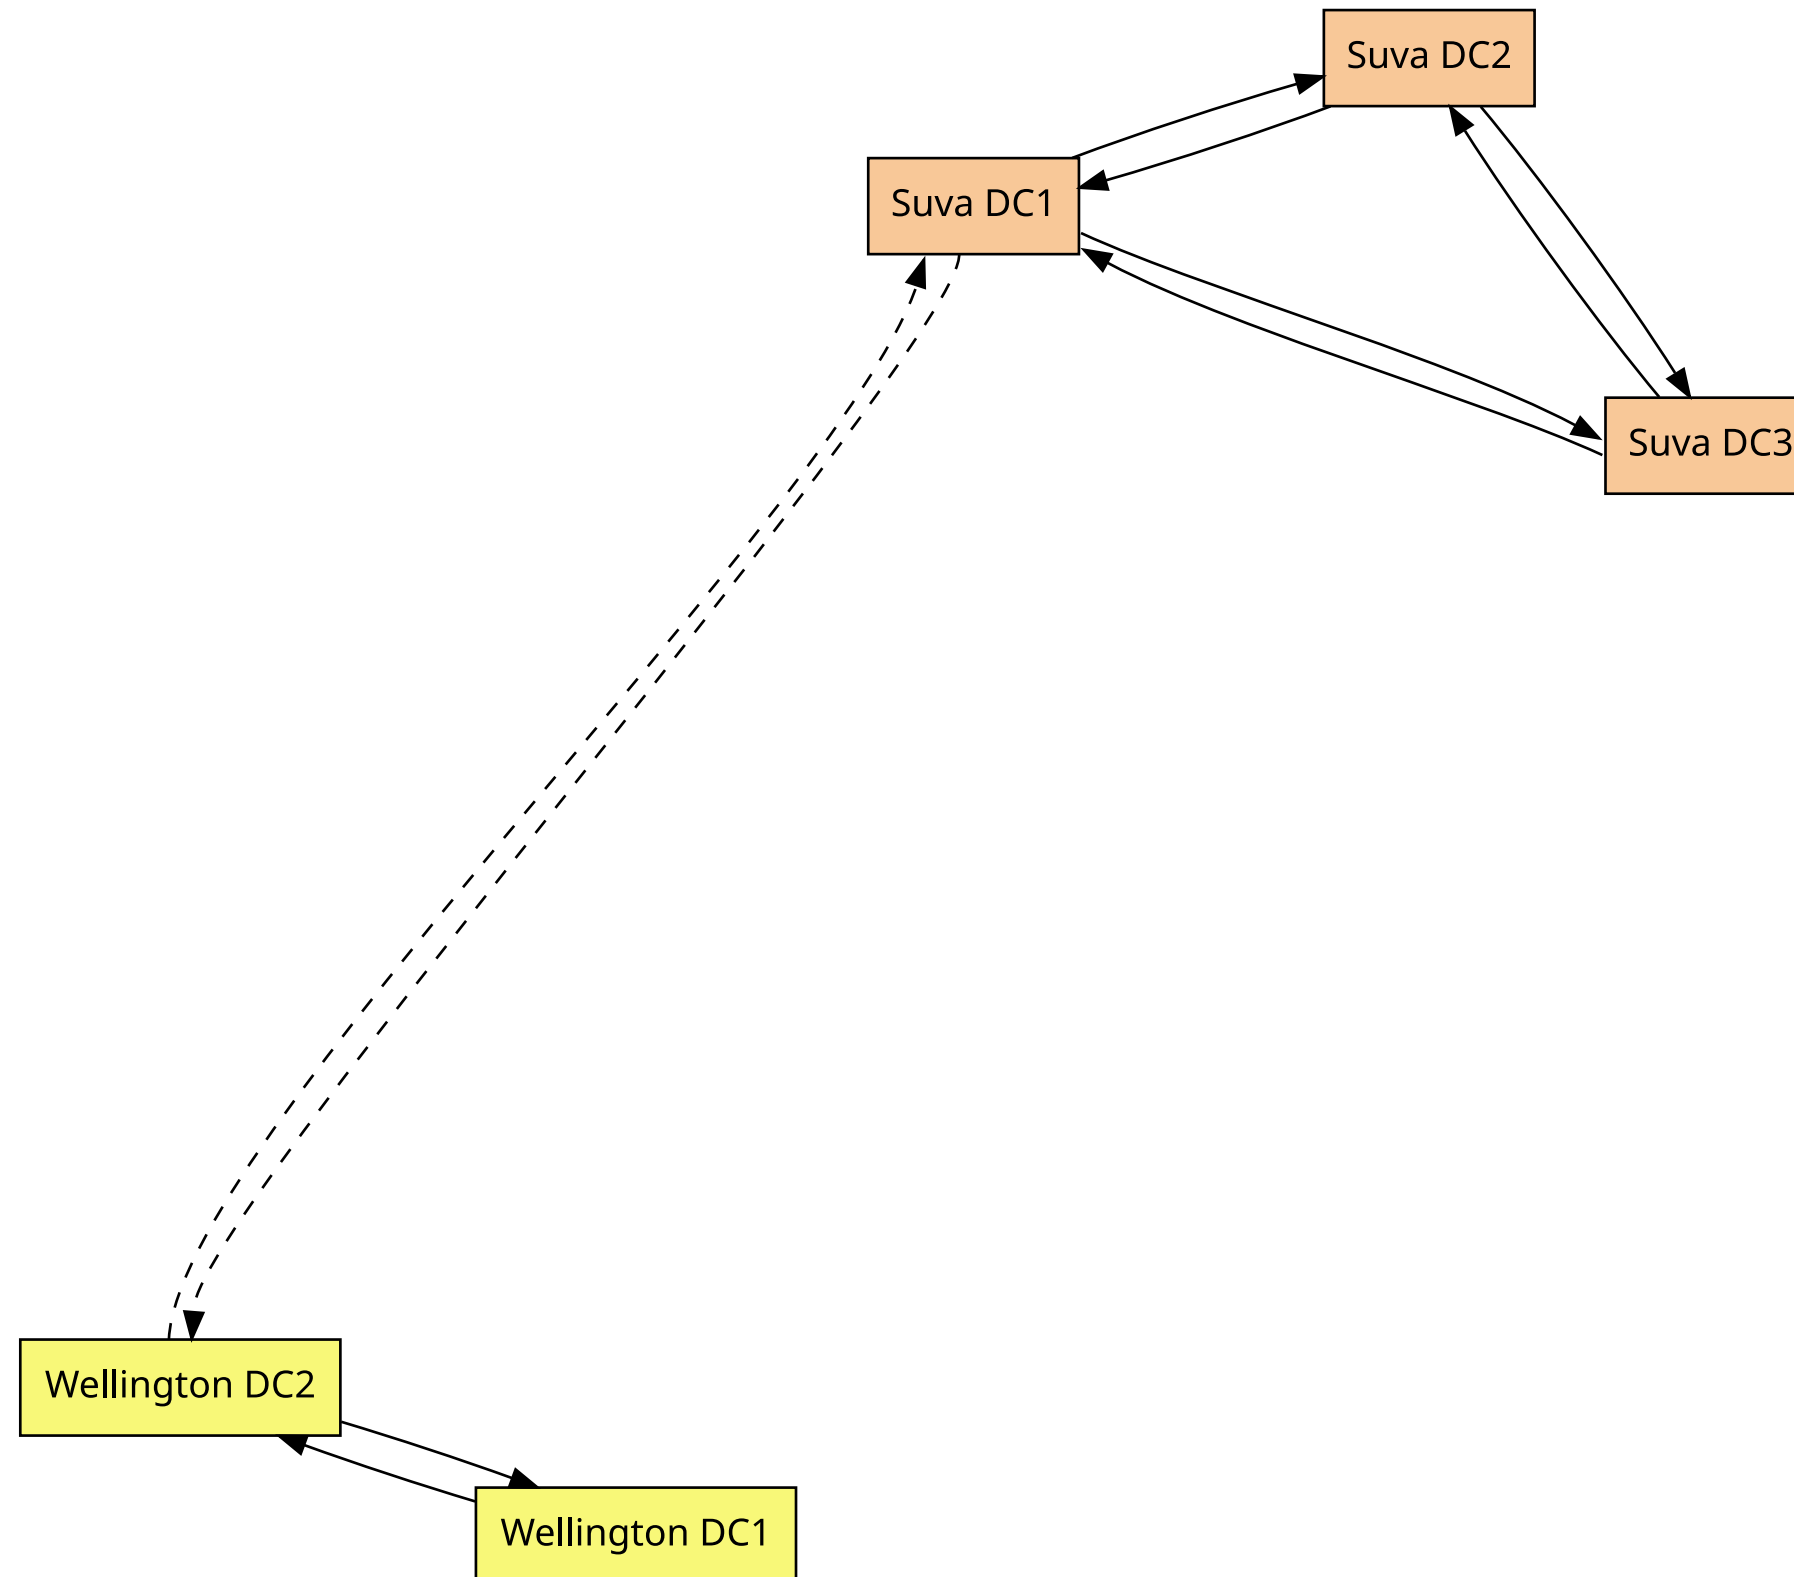 Suva DC2
Suva DC1
Suva DC3
Wellington DC2
Wellington DC1